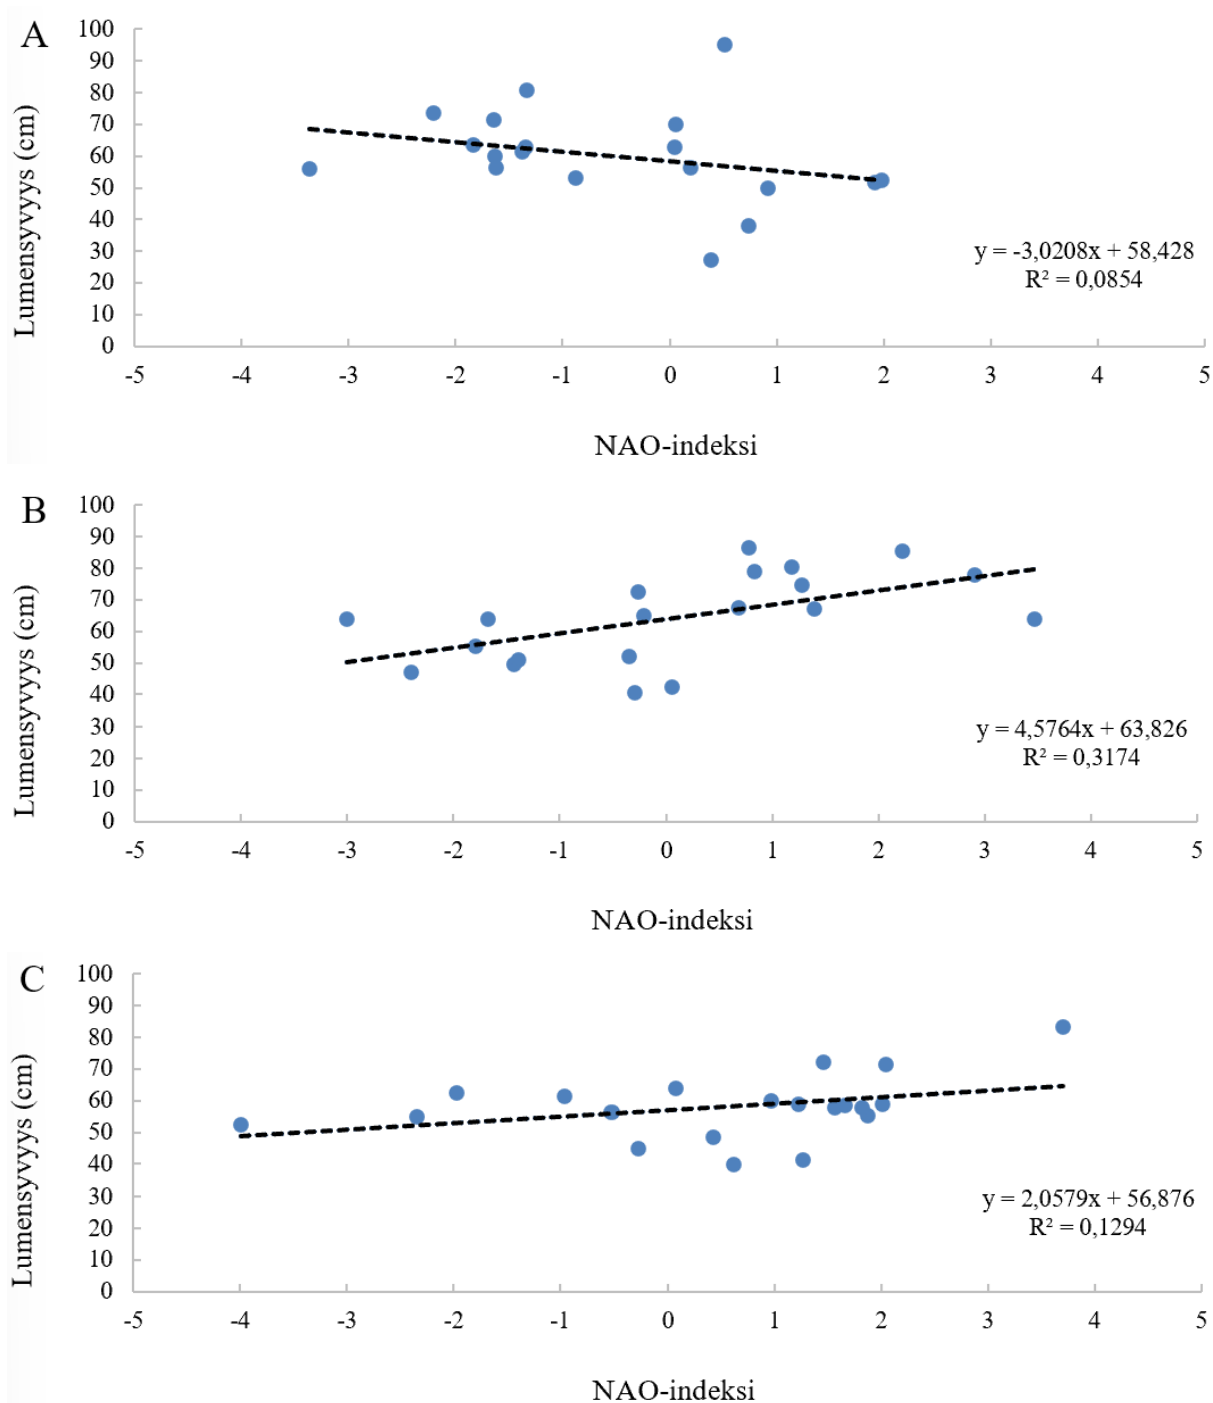 A
100
90
80
70
60
50
40
30
20
10
0
Lumensyvyys (cm)
y = -3,0208x + 58,428
R² = 0,0854
-5 -4 -3 -2 -1 0 1 2 3 4 5
NAO-indeksi
B
100
90
80
70
60
50
40
30
20
10
0
Lumensyvyys (cm)
y = 4,5764x + 63,826
R² = 0,3174
-5 -4 -3 -2 -1 0 1 2 3 4 5
NAO-indeksi
C
100
90
80
70
60
50
40
30
20
10
0
Lumensyvyys (cm)
y = 2,0579x + 56,876
R² = 0,1294
-5 -4 -3 -2 -1 0 1 2 3 4 5
NAO-indeksi